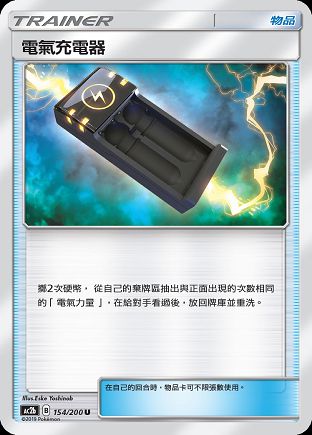 TRAINER 物品
電氣充電器
擲2次硬幣，從自己的棄牌區抽出與正面出現的次數相同
的「電氣力量」，在給對手看過後，放回牌庫並重洗。
Illus.Eske Yoshinob
在自己的回合時，物品卡可不限張數使用。
AC2b B 154/200 U
©2019 Pokémon